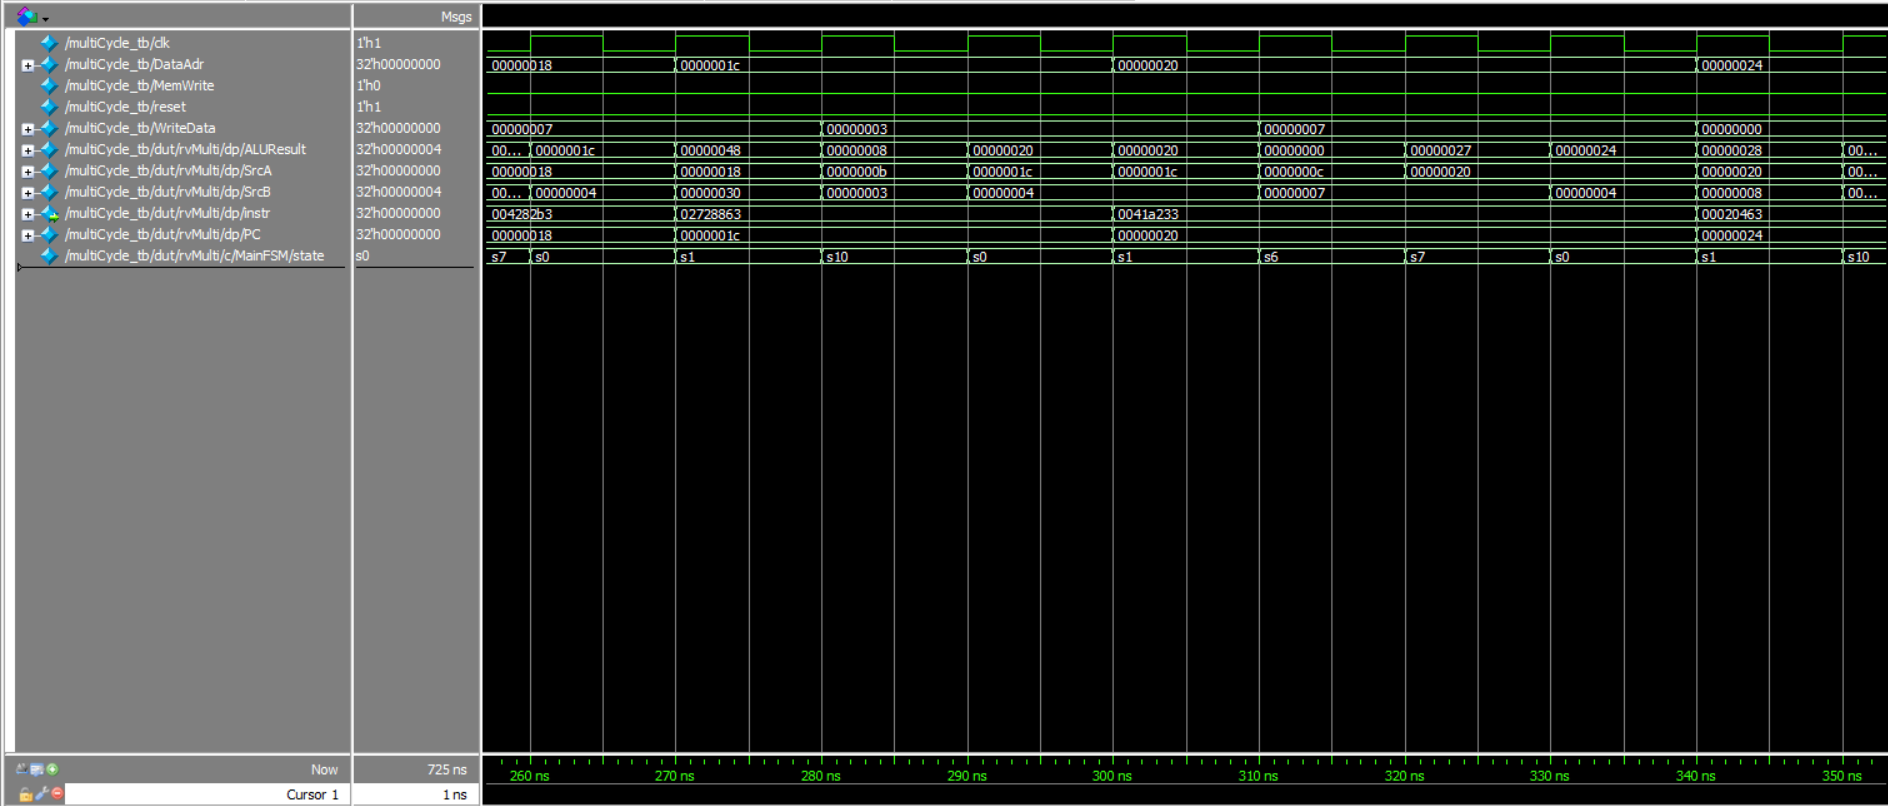 Msgs
/multiCycle_tb/clk 1'h1
/multiCycle_tb/DataAdr 32'h00000000 00000018 0000001c 00000020 00000024
/multiCycle_tb/MemWrite 1'h0
/multiCycle_tb/reset 1'h1
/multiCycle_tb/WriteData 32'h00000000 00000007 00000003 00000007 00000000
/multiCycle_tb/dut/rvMulti/dp/ALUResult 32'h00000004 00... 0000001c 00000048 00000008 00000020 00000020 00000000 00000027 00000024 00000028 00...
/multiCycle_tb/dut/rvMulti/dp/SrcA 32'h00000000 00000018 00000018 0000000b 0000001c 0000001c 0000000c 00000020 00000020 00...
/multiCycle_tb/dut/rvMulti/dp/SrcB 32'h00000004 00... 00000004 00000030 00000003 00000004 00000007 00000004 00000008 00...
/multiCycle_tb/dut/rvMulti/dp/instr 32'h00000000 004282b3 02728863 0041a233 00020463
/multiCycle_tb/dut/rvMulti/dp/PC 32'h00000000 00000018 0000001c 00000020 00000024
/multiCycle_tb/dut/rvMulti/c/MainFSM/state s0 s7 s0 s1 s10 s0 s1 s6 s7 s0 s1 s10
Now 725 ns 260 ns 270 ns 280 ns 290 ns 300 ns 310 ns 320 ns 330 ns 340 ns 350 ns
Cursor 1 1 ns